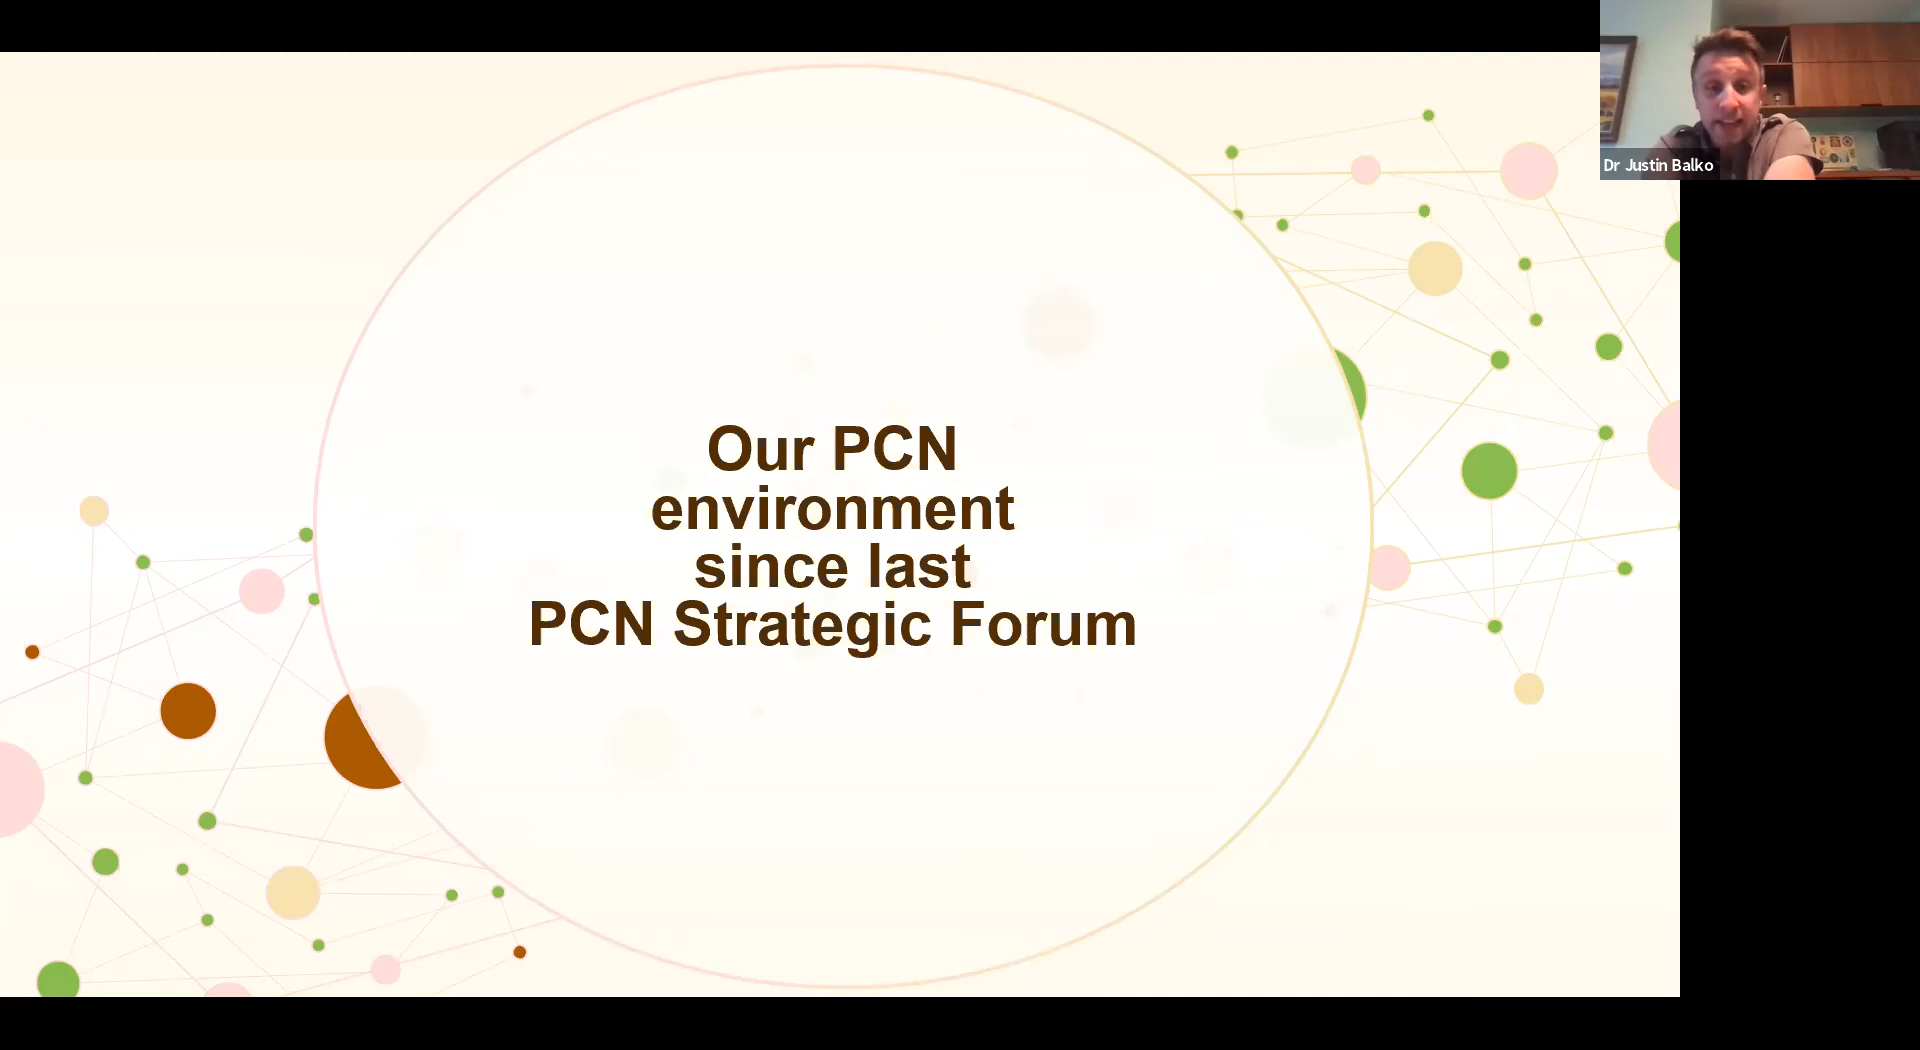 Our PCN
environment
since last
PCN Strategic Forum
Dr Justin Balko